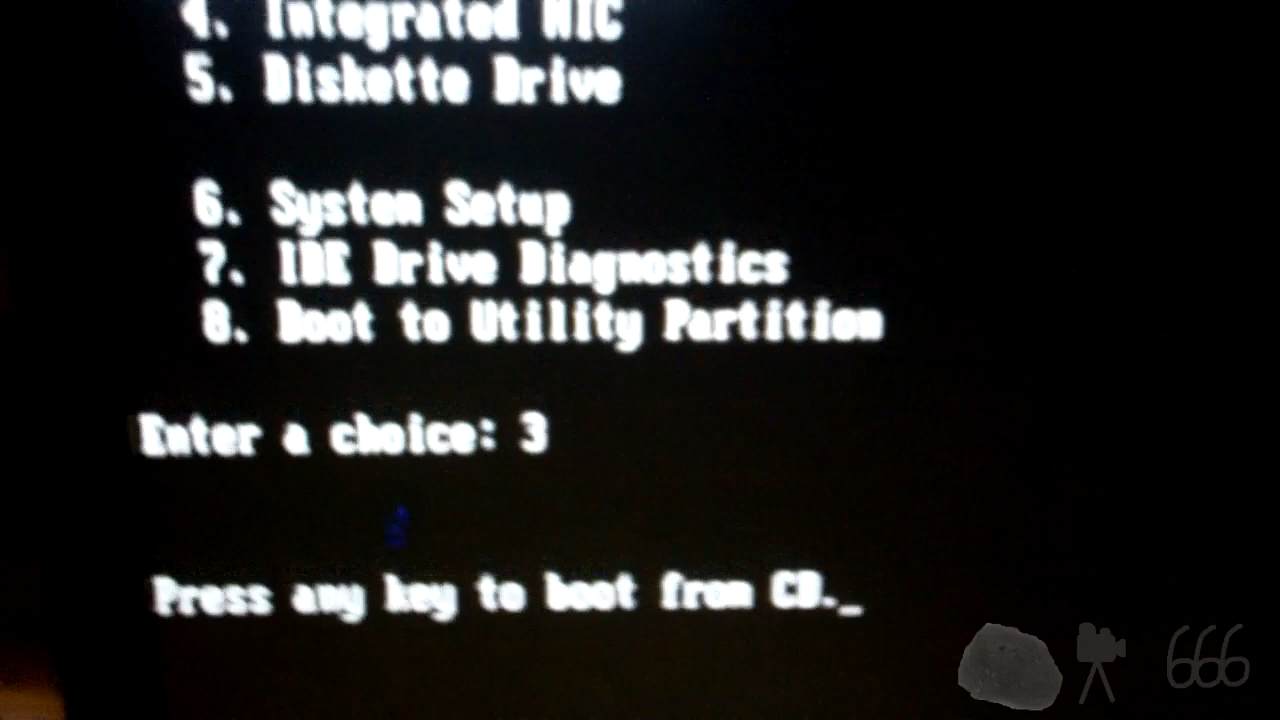 4. Integrated NIC
5. Diskette Drive
6. System Setup
7. IDE Drive Diagnostics
8. Boot to Utility Partition
Enter a choice: 3
Press any key to boot from CD._
666